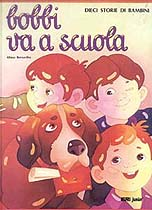 DIECI STORIE DI BAMBINI
bobbi
va a scuola